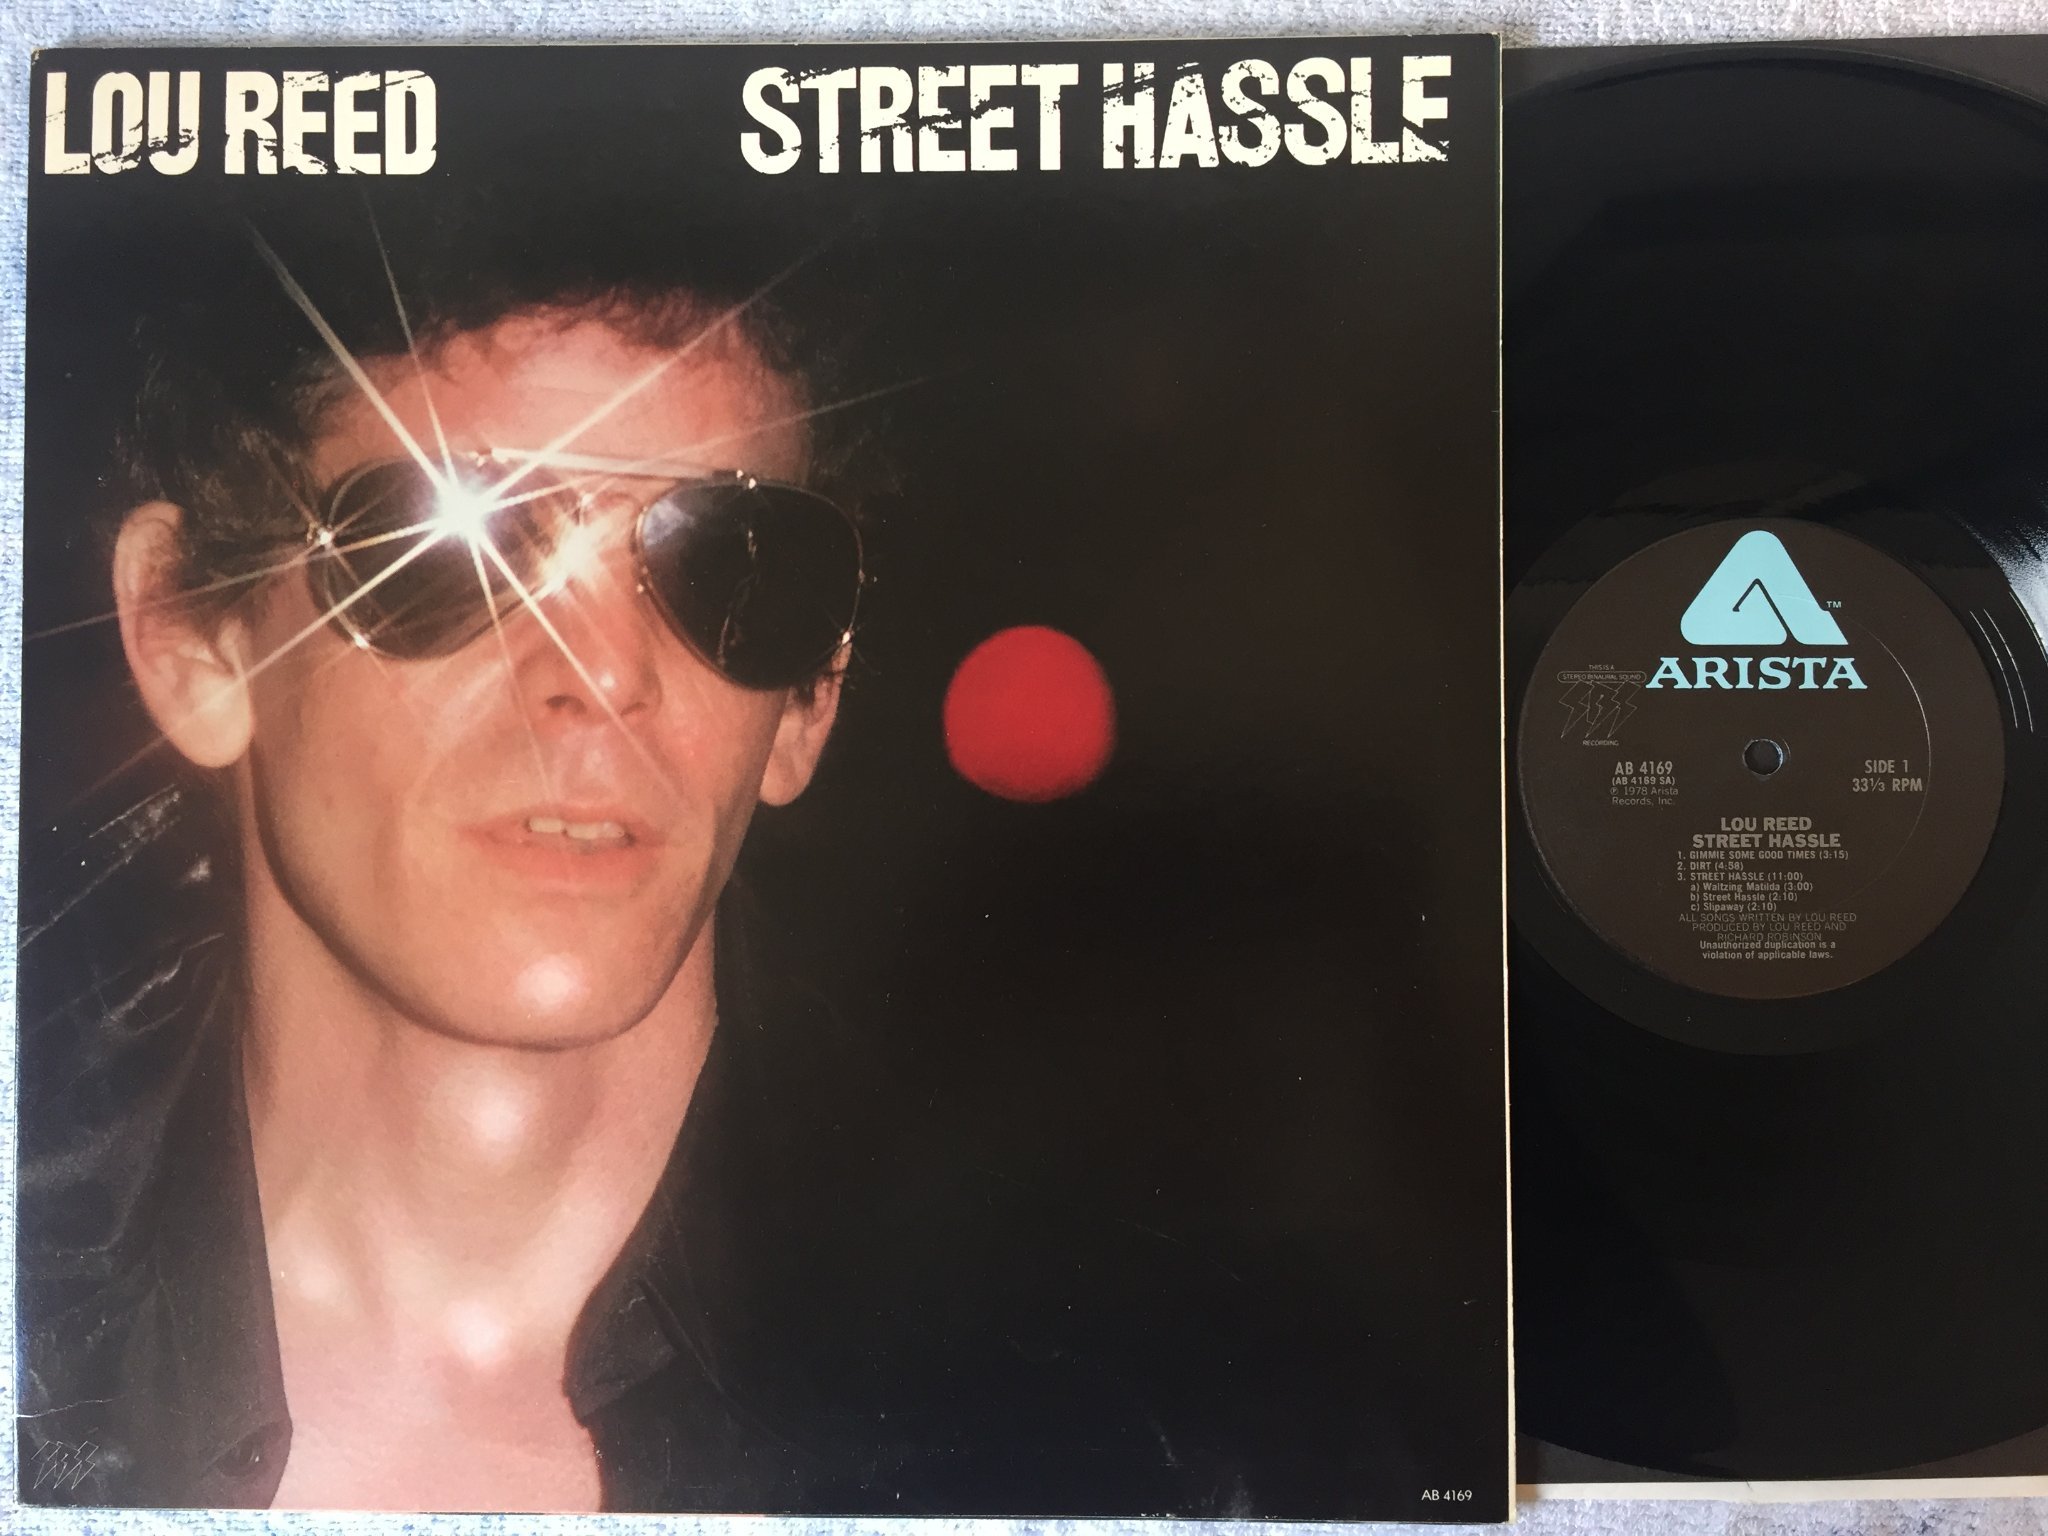 LOU REED STREET HASSLE
AB 4169
ARISTA™
THIS IS A
STEREO BINAURAL SOUND
RECORDING
AB 4169
(AB 4169 SA)
℗ 1978 Arista
Records, Inc.
SIDE 1
33⅓ RPM
LOU REED
STREET HASSLE
1. GIMMIE SOME GOOD TIMES (3:15)
2. DIRT (4:58)
3. STREET HASSLE (11:00)
a) Waltzing Matilda (3:00)
b) Street Hassle (2:10)
c) Slipaway (2:10)
ALL SONGS WRITTEN BY LOU REED
PRODUCED BY LOU REED AND
RICHARD ROBINSON
Unauthorized duplication is a
violation of applicable laws.